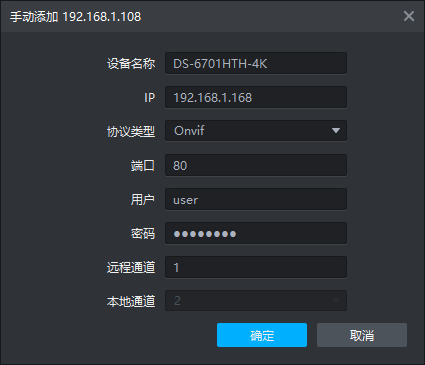 手动添加 192.168.1.108
设备名称 DS-6701HTH-4K
IP 192.168.1.168
协议类型 Onvif
端口 80
用户 user
密码 ●●●●●●●●
远程通道 1
本地通道 2
确定 取消